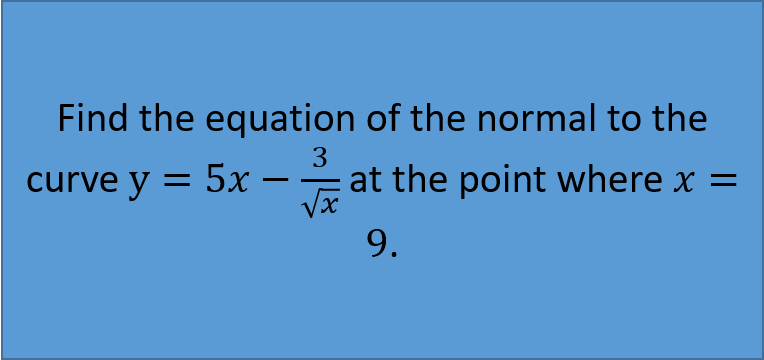 Find the equation of the normal to the
curve y = 5𝑥 − 3/√𝑥 at the point where 𝑥 =
9.